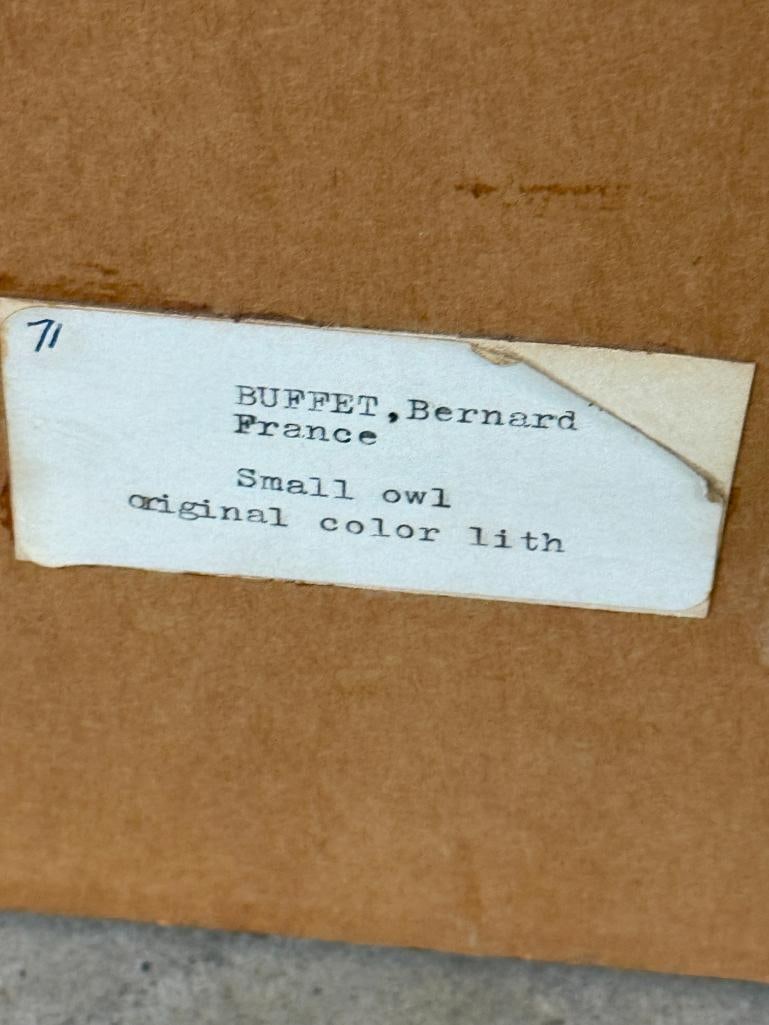 71
BUFFET,Bernard
France
Small owl
original color lith